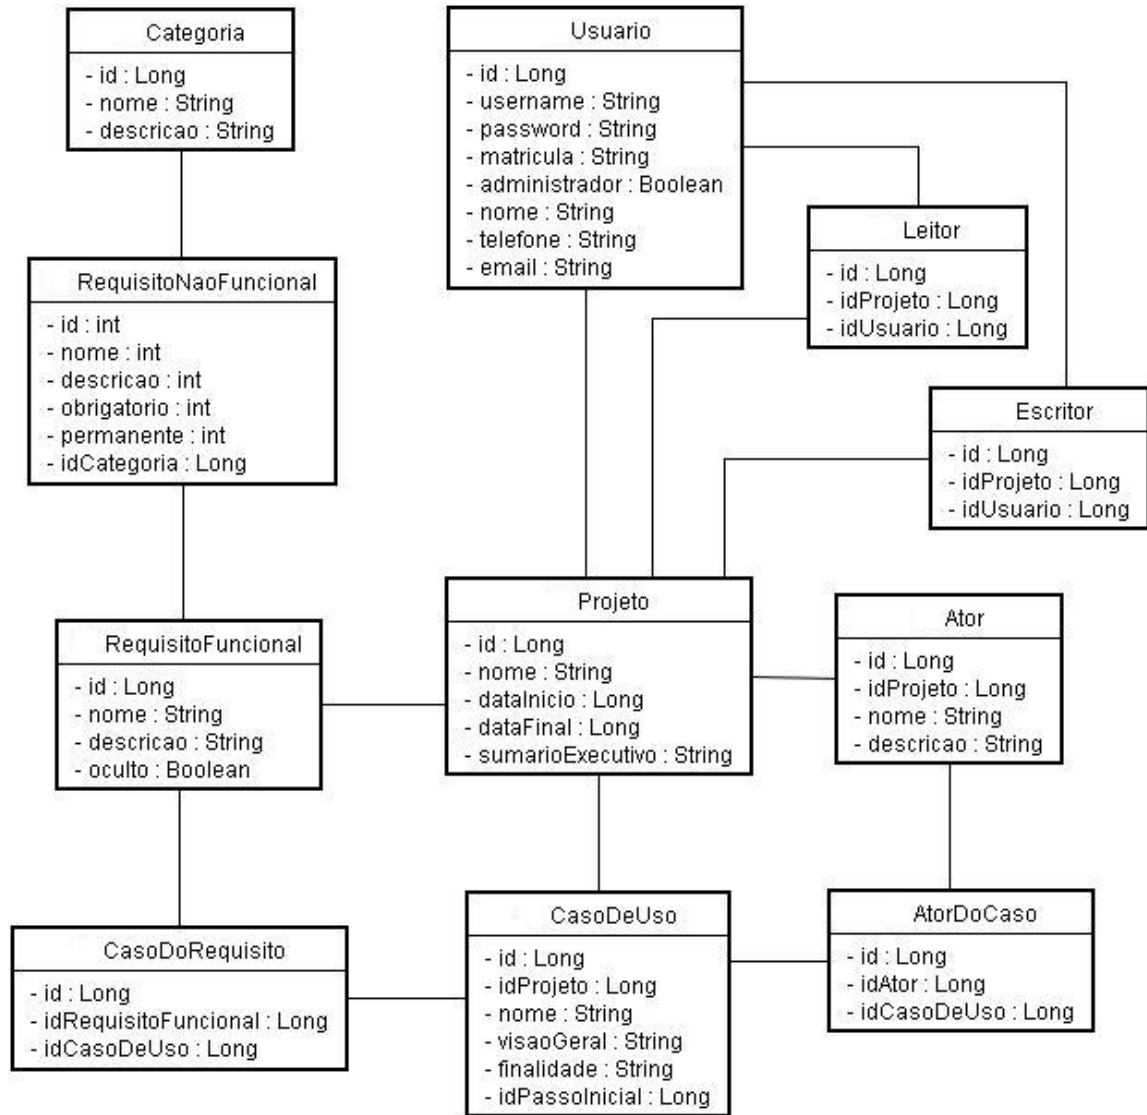 Categoria
- id : Long
- nome : String
- descricao : String
Usuario
- id : Long
- username : String
- password : String
- matricula : String
- administrador : Boolean
- nome : String
- telefone : String
- email : String
Leitor
- id : Long
- idProjeto : Long
- idUsuario : Long
RequisitoNaoFuncional
- id : int
- nome : int
- descricao : int
- obrigatorio : int
- permanente : int
- idCategoria : Long
Escritor
- id : Long
- idProjeto : Long
- idUsuario : Long
RequisitoFuncional
- id : Long
- nome : String
- descricao : String
- oculto : Boolean
Projeto
- id : Long
- nome : String
- dataInicio : Long
- dataFinal : Long
- sumarioExecutivo : String
Ator
- id : Long
- idProjeto : Long
- nome : String
- descricao : String
CasoDoRequisito
- id : Long
- idRequisitoFuncional : Long
- idCasoDeUso : Long
CasoDeUso
- id : Long
- idProjeto : Long
- nome : String
- visaoGeral : String
- finalidade : String
- idPassoInicial : Long
AtorDoCaso
- id : Long
- idAtor : Long
- idCasoDeUso : Long